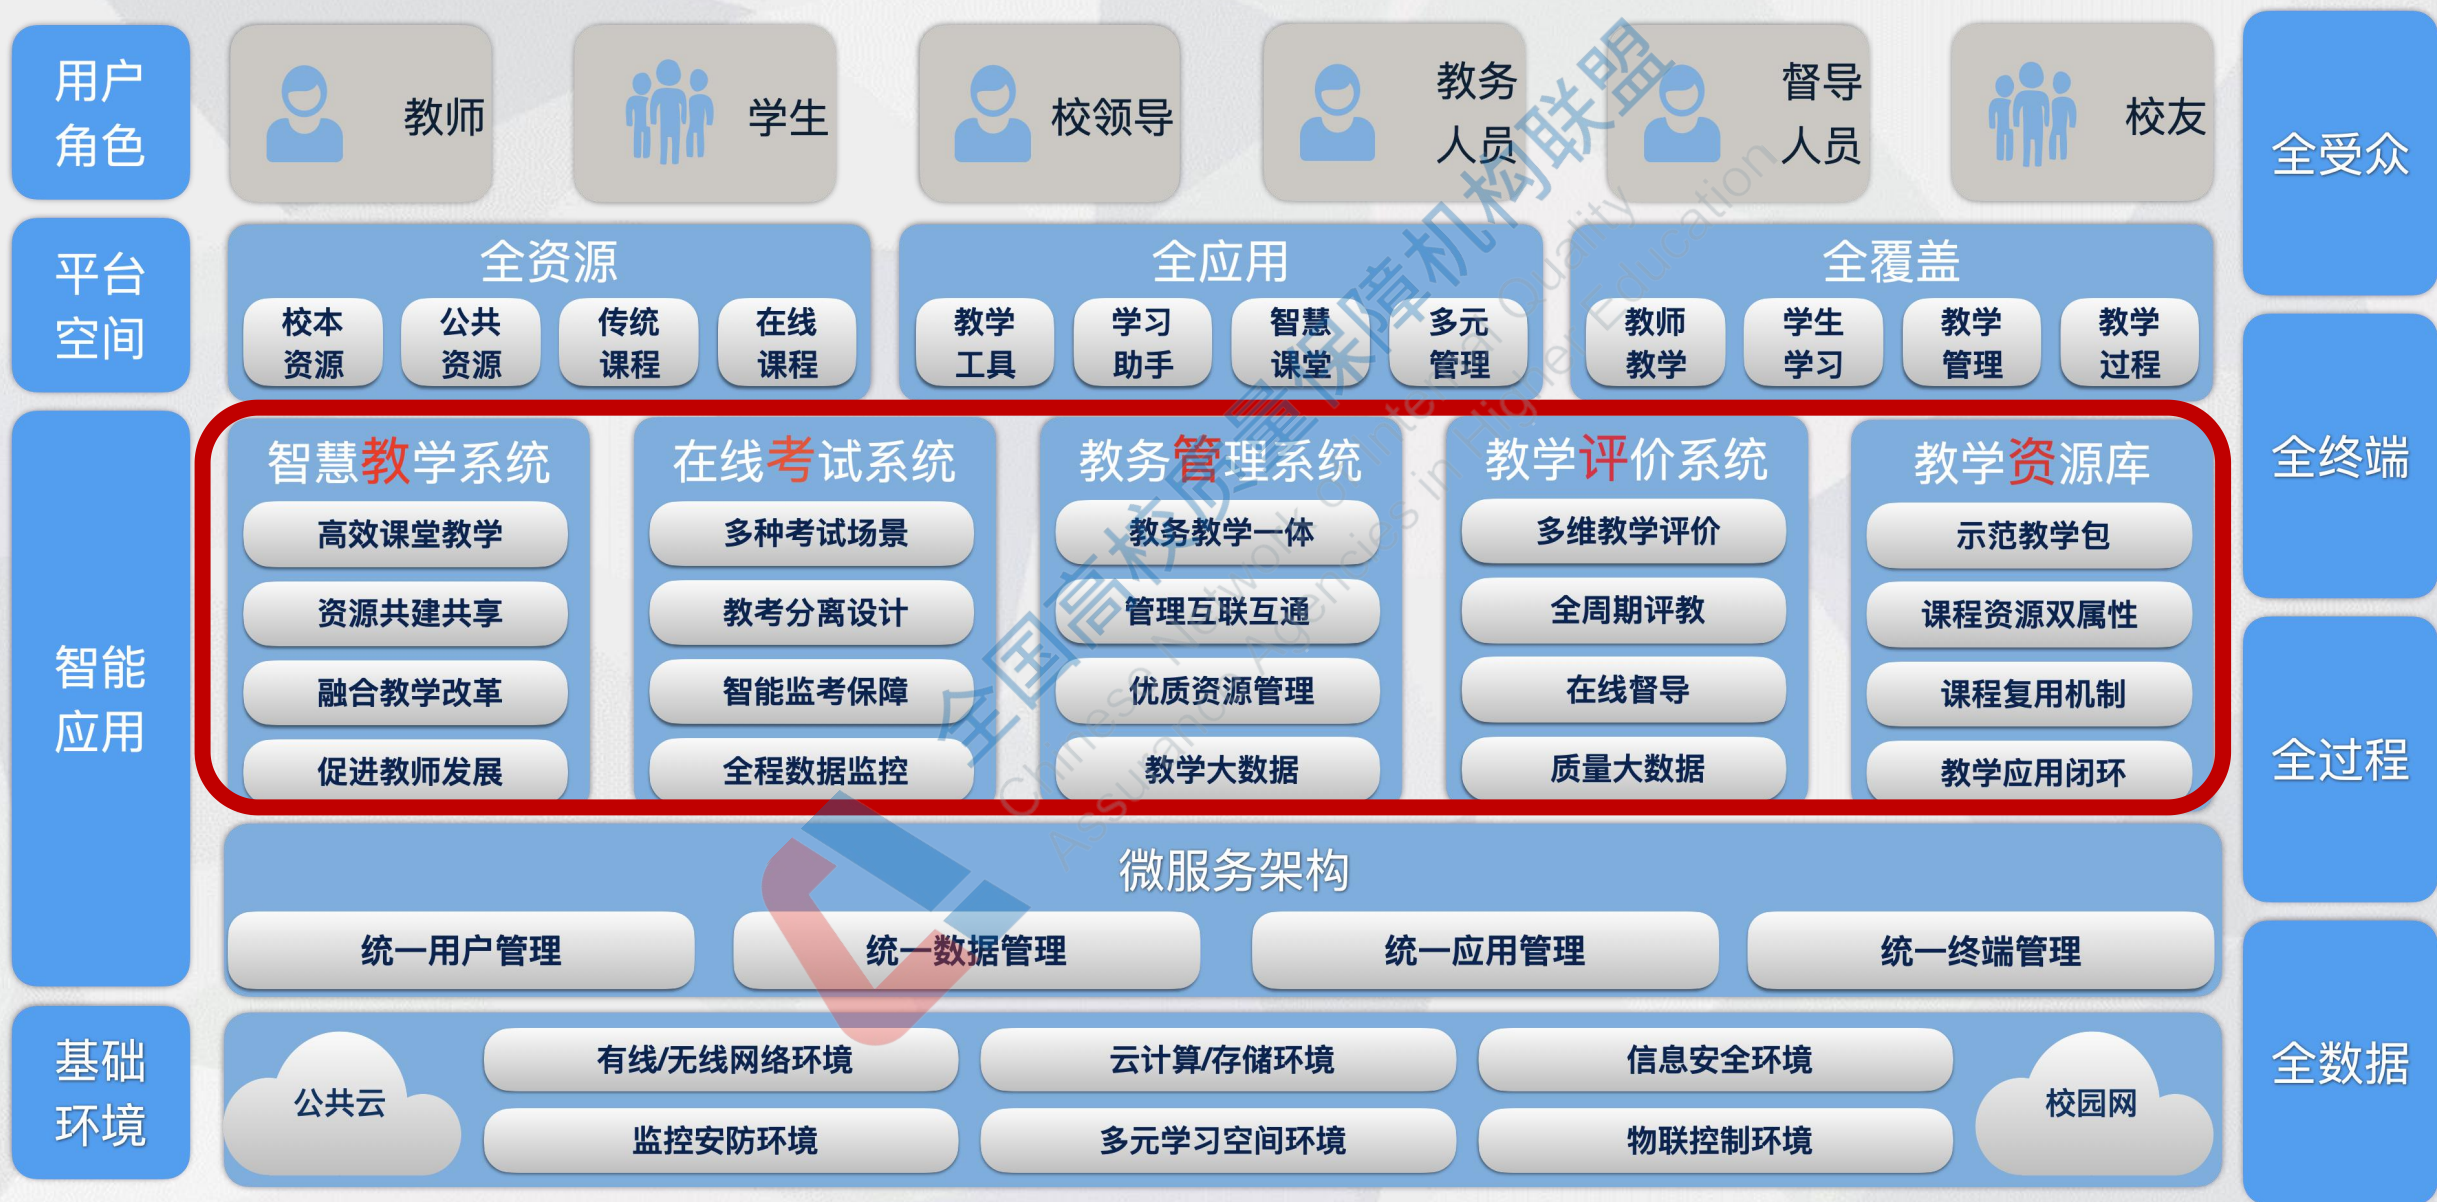 用户
角色
教师
学生
校领导
教务
人员
督导
人员
校友
全受众
平台
空间
全资源
校本
资源
公共
资源
传统
课程
在线
课程
全应用
教学
工具
学习
助手
智慧
课堂
多元
管理
全覆盖
教师
教学
学生
学习
教学
管理
教学
过程
全终端
智能
应用
智慧教学系统
高效课堂教学
资源共建共享
融合教学改革
促进教师发展
在线考试系统
多种考试场景
教考分离设计
智能监考保障
全程数据监控
教务管理系统
教务教学一体
管理互联互通
优质资源管理
教学大数据
教学评价系统
多维教学评价
全周期评教
在线督导
质量大数据
教学资源库
示范教学包
课程资源双属性
课程复用机制
教学应用闭环
全过程
微服务架构
统一用户管理
统一数据管理
统一应用管理
统一终端管理
基础
环境
公共云
有线/无线网络环境
云计算/存储环境
信息安全环境
监控安防环境
多元学习空间环境
物联控制环境
校园网
全数据
全国高校质量保障机构联盟
Chinese Network of Internal Quality
Assurance Agencies in Higher Education